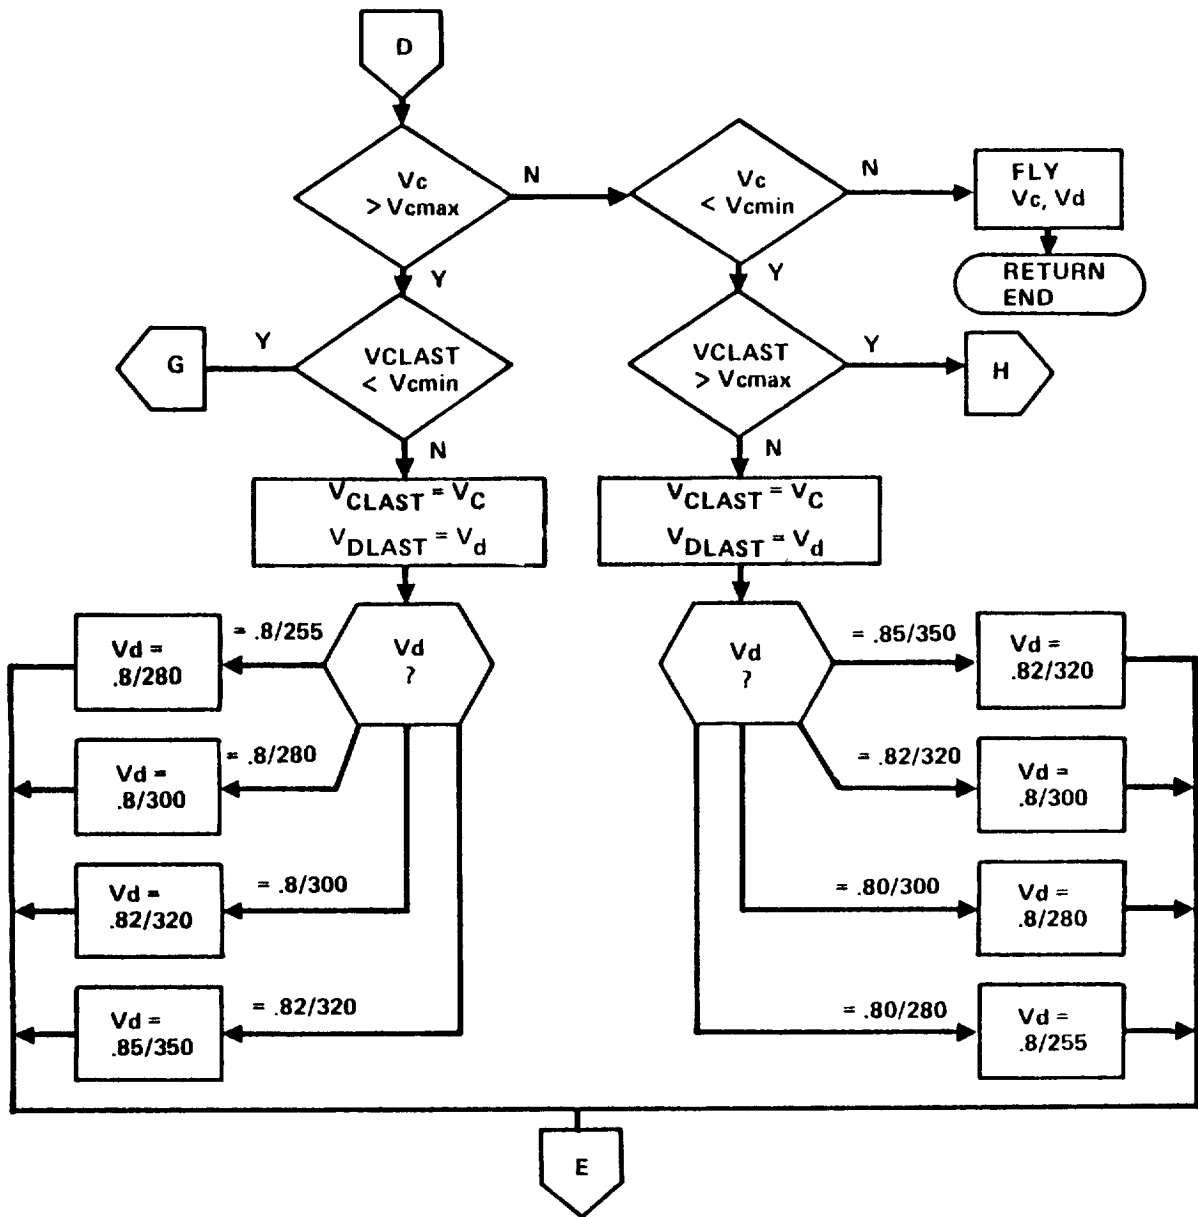 D
Vc
> Vcmax
N
Vc
< Vcmin
N
FLY
Vc, Vd
Y
Y
RETURN
END
G
Y
VCLAST
< Vcmin
VCLAST
> Vcmax
Y
H
N
N
VCLAST = VC
VDLAST = Vd
VCLAST = VC
VDLAST = Vd
Vd =
.8/280
= .8/255
Vd
?
Vd
?
= .85/350
Vd =
.82/320
Vd =
.8/300
= .8/280
= .82/320
Vd =
.8/300
Vd =
.82/320
= .8/300
= .80/300
Vd =
.8/280
Vd =
.85/350
= .82/320
= .80/280
Vd =
.8/255
E